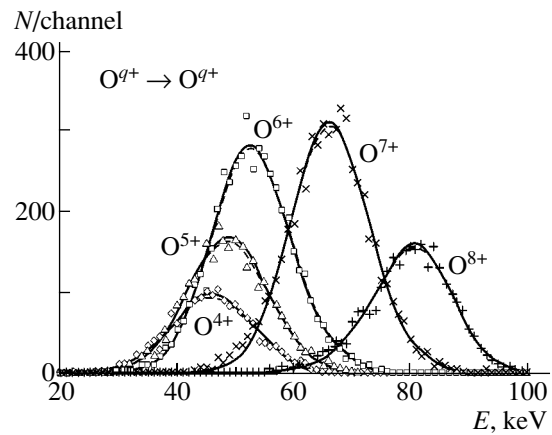 N/channel
400
O^{q+} → O^{q+}
O^{6+}
O^{7+}
200
O^{5+}
O^{8+}
O^{4+}
0
20 40 60 80 100
E, keV